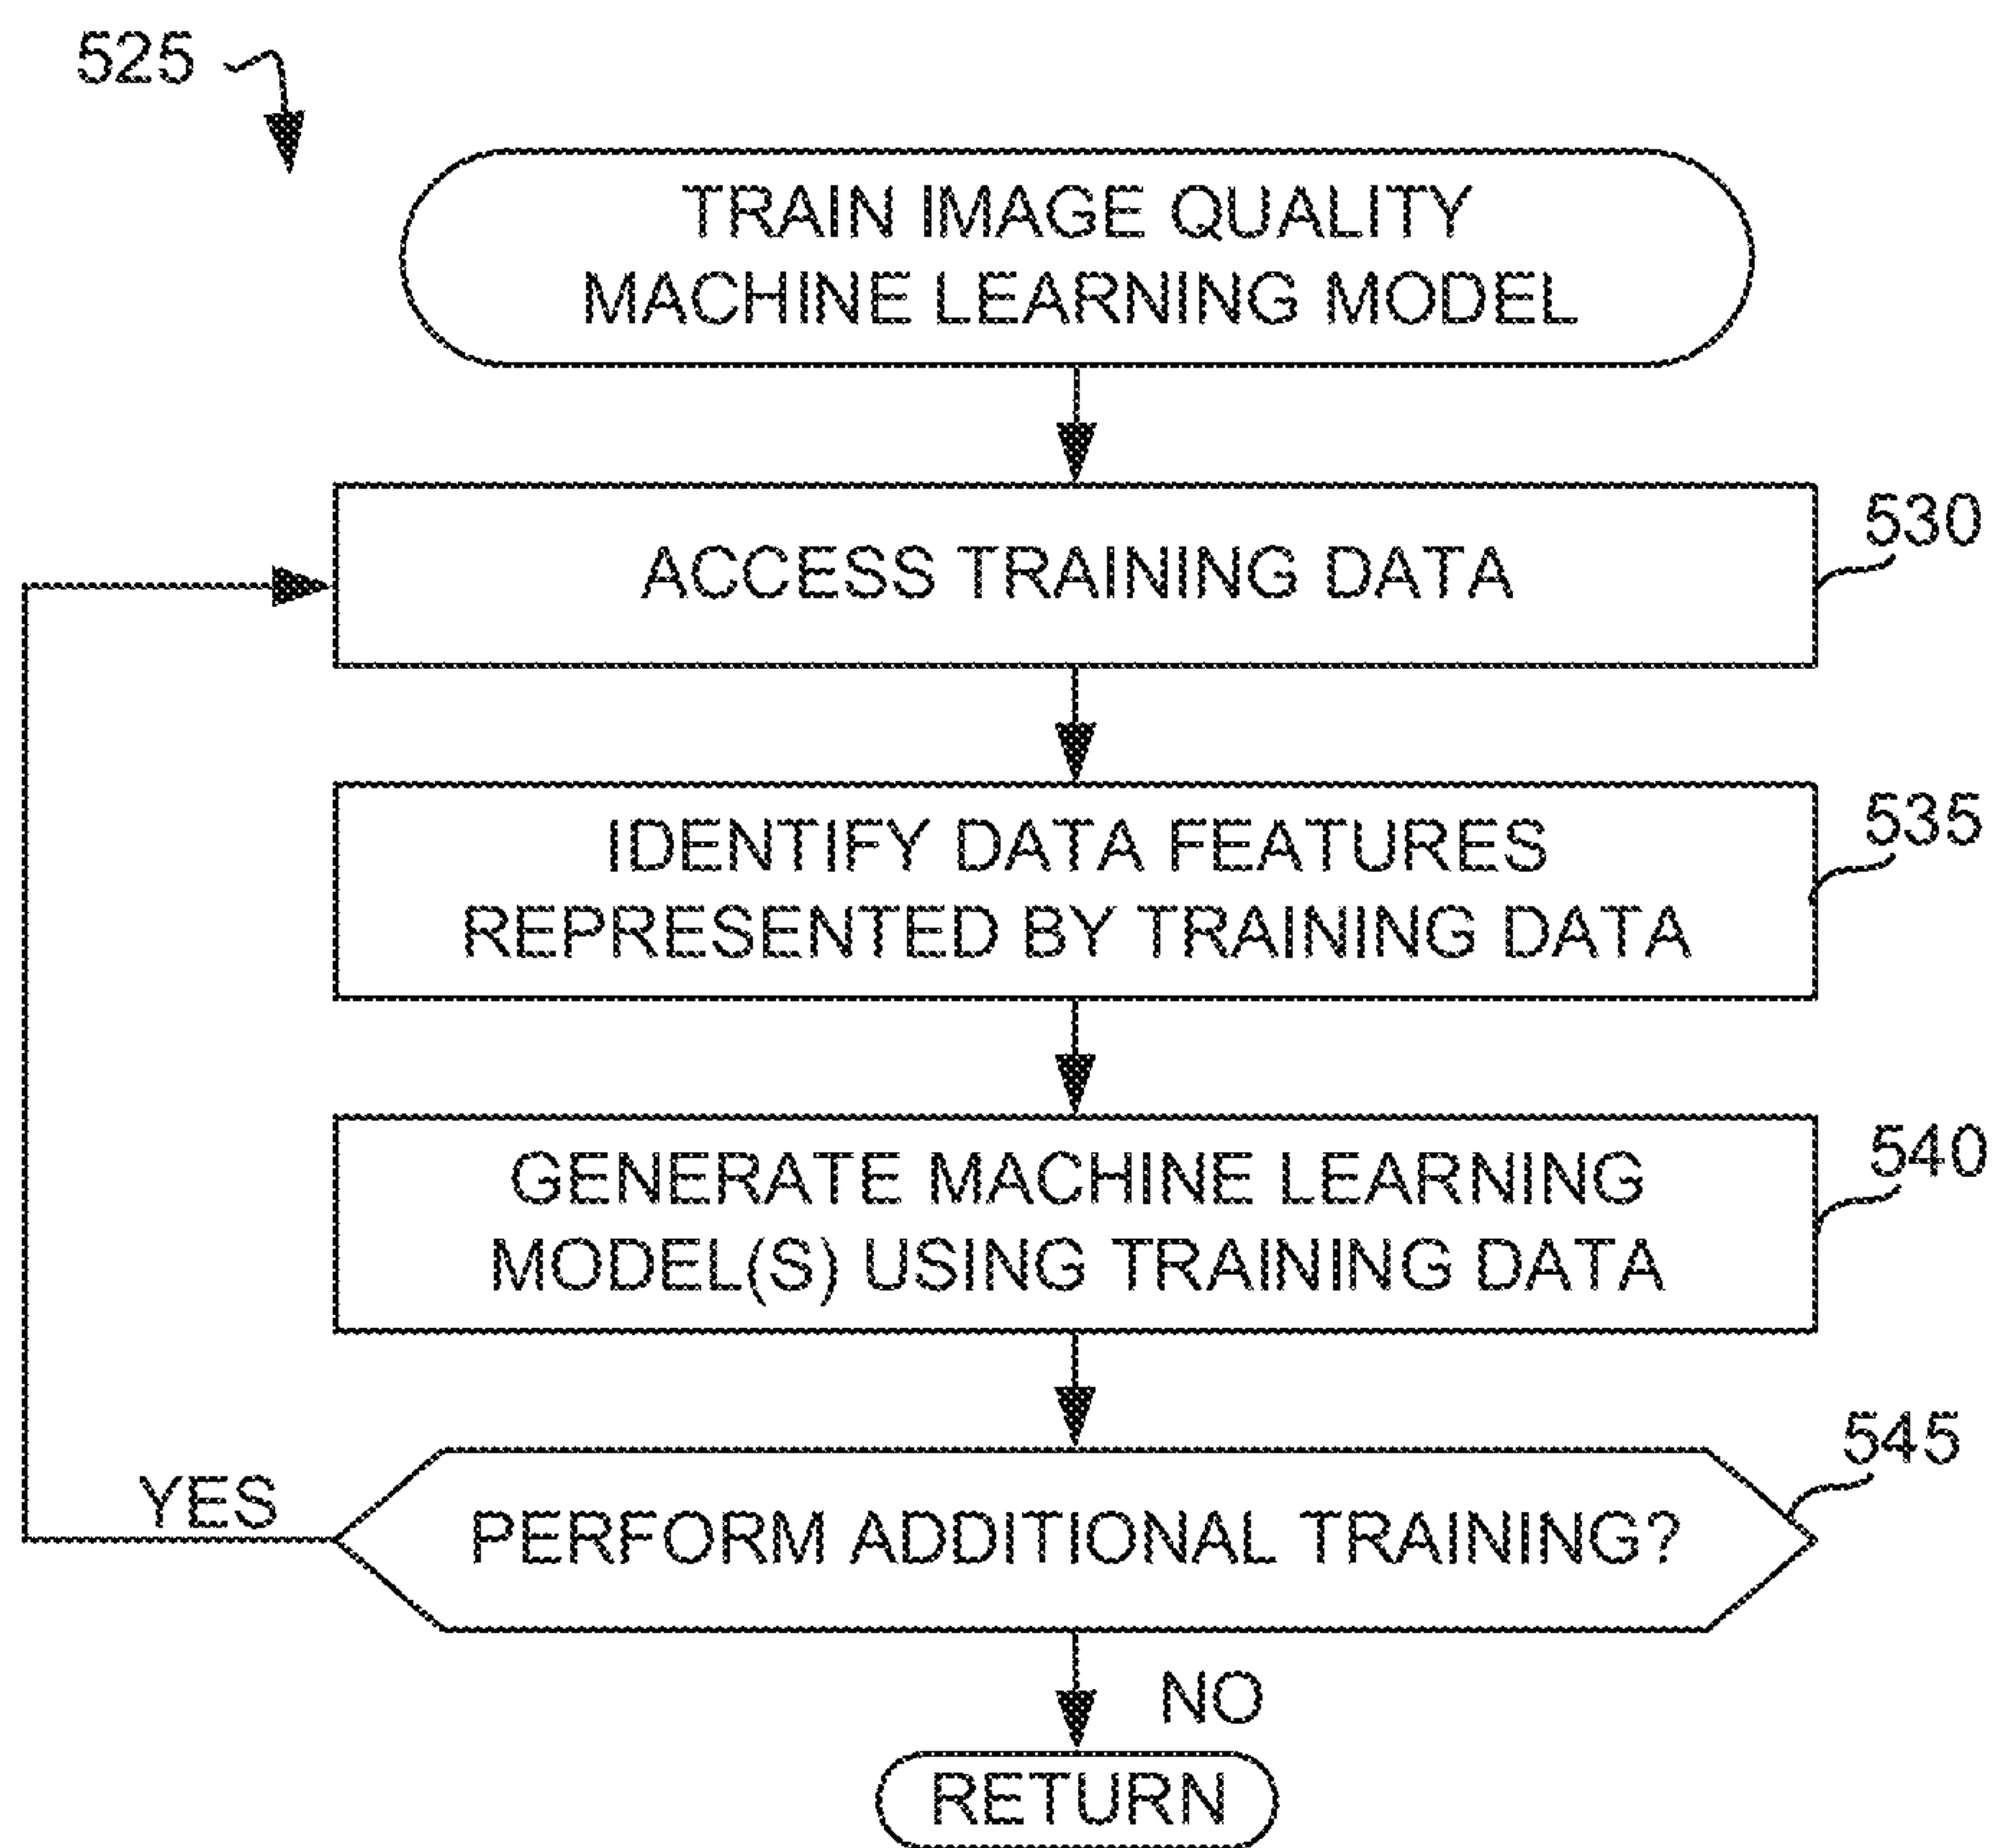 525
TRAIN IMAGE QUALITY
MACHINE LEARNING MODEL
530
ACCESS TRAINING DATA
535
IDENTIFY DATA FEATURES
REPRESENTED BY TRAINING DATA
540
GENERATE MACHINE LEARNING
MODEL(S) USING TRAINING DATA
545
YES
PERFORM ADDITIONAL TRAINING?
NO
RETURN